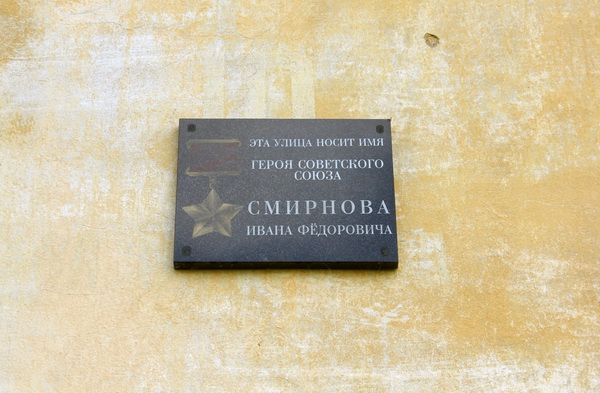 ЭТА УЛИЦА НОСИТ ИМЯ
ГЕРОЯ СОВЕТСКОГО
СОЮЗА
СМИРНОВА
ИВАНА ФЁДОРОВИЧА